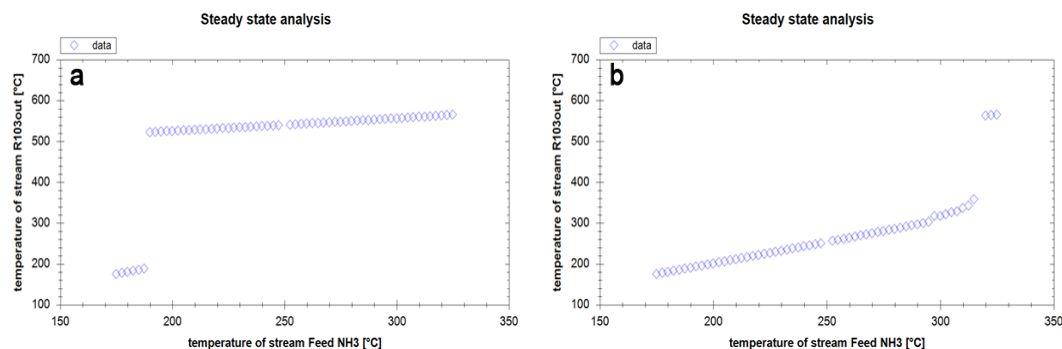 Steady state analysis
data
a
temperature of stream R103out [°C]
700
600
500
400
300
200
100
150
200
250
300
350
temperature of stream Feed NH3 [°C]
Steady state analysis
data
b
temperature of stream R103out [°C]
700
600
500
400
300
200
100
150
200
250
300
350
temperature of stream Feed NH3 [°C]